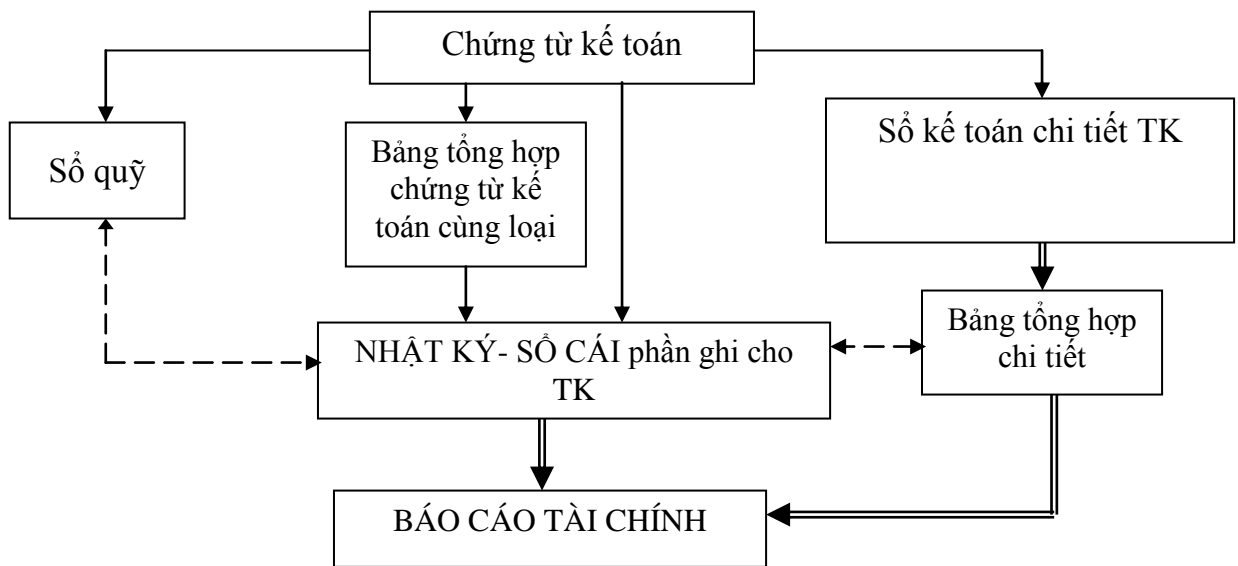 Chứng từ kế toán
Sổ quỹ
Bảng tổng hợp
chứng từ kế
toán cùng loại
Sổ kế toán chi tiết TK
NHẬT KÝ- SỔ CÁI phần ghi cho
TK
Bảng tổng hợp
chi tiết
BÁO CÁO TÀI CHÍNH